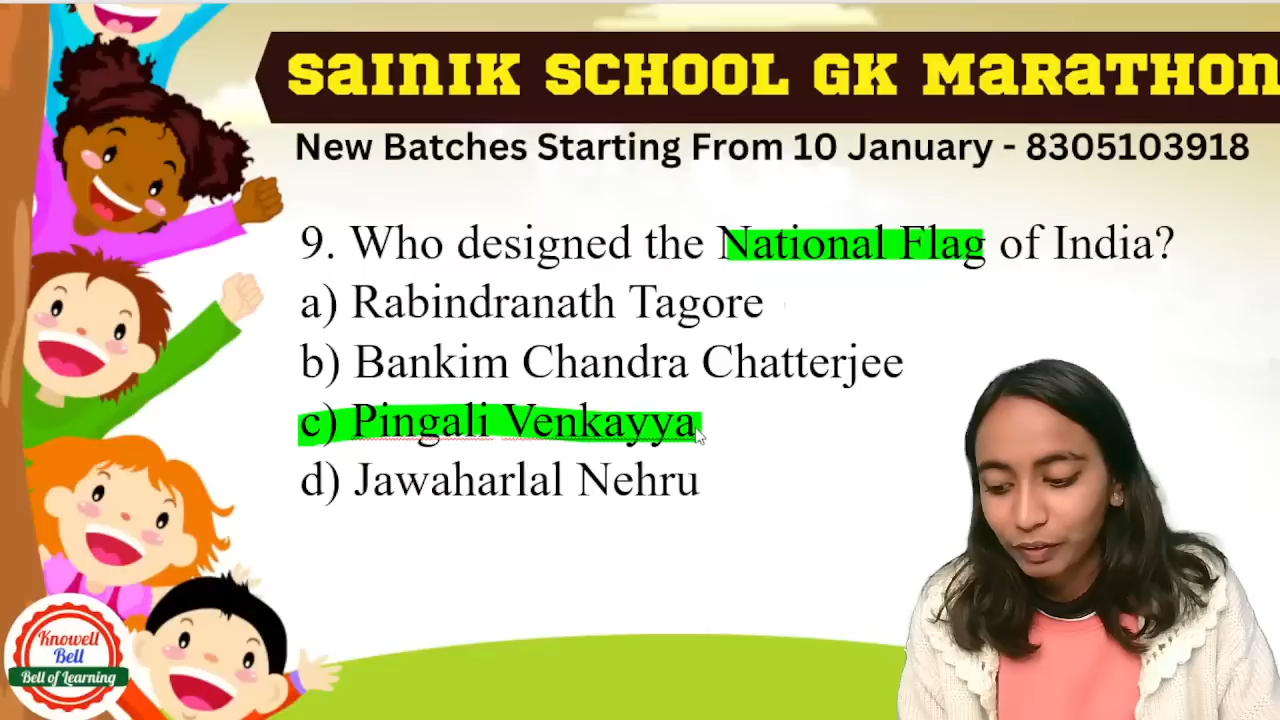 SAINIK SCHOOL GK MARATHON
New Batches Starting From 10 January - 8305103918
9. Who designed the National Flag of India?
a) Rabindranath Tagore
b) Bankim Chandra Chatterjee
c) Pingali Venkayya
d) Jawaharlal Nehru
Knowell
Bell
Bell of Learning